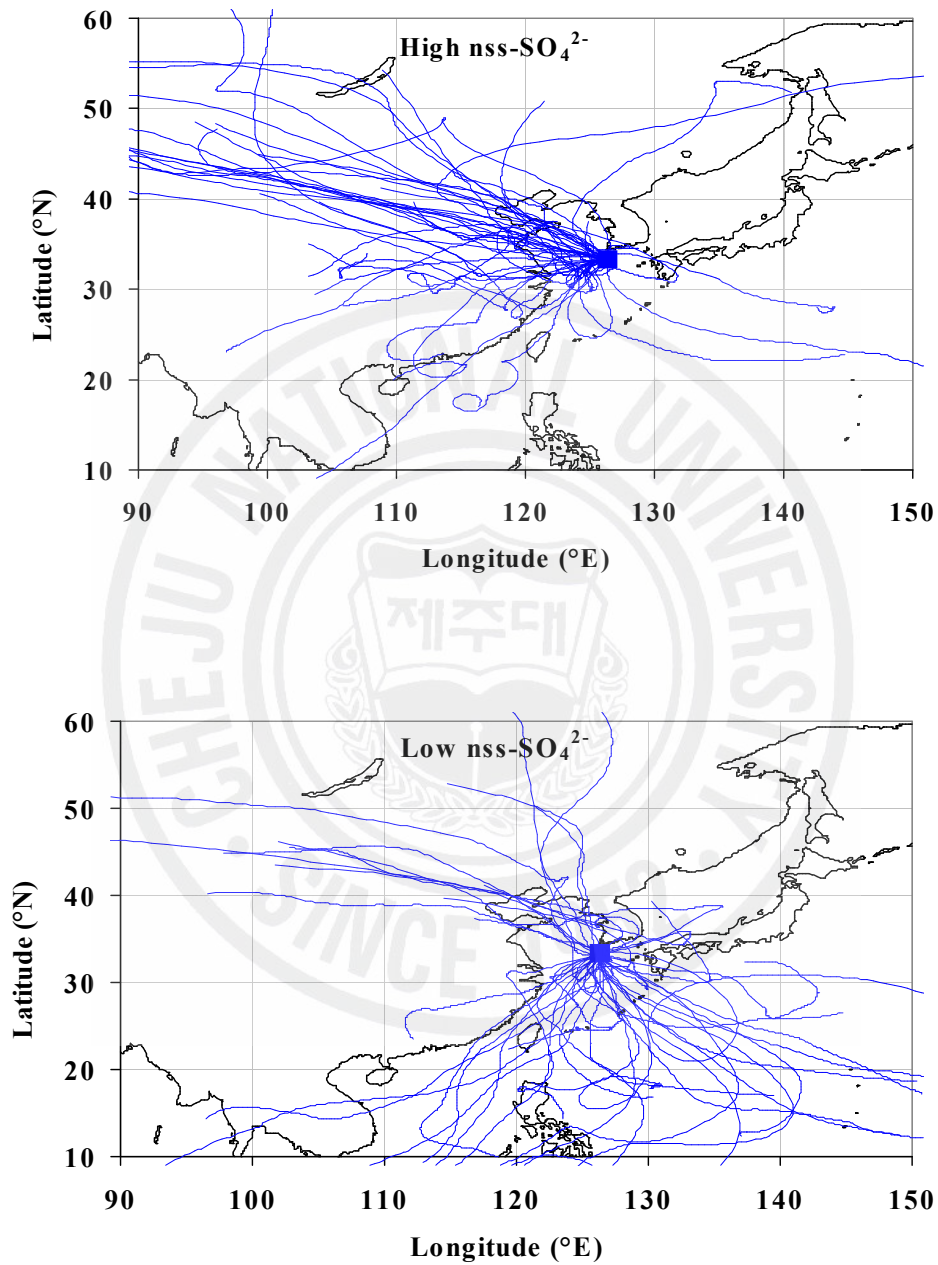 60
High nss-SO₄²⁻
50
40
30
20
10
Latitude (°N)
90 100 110 120 130 140 150
Longitude (°E)
CHEJU NATIONAL UNIVERSITY
제주대
SINCE 1952
60
Low nss-SO₄²⁻
50
40
30
20
10
Latitude (°N)
90 100 110 120 130 140 150
Longitude (°E)